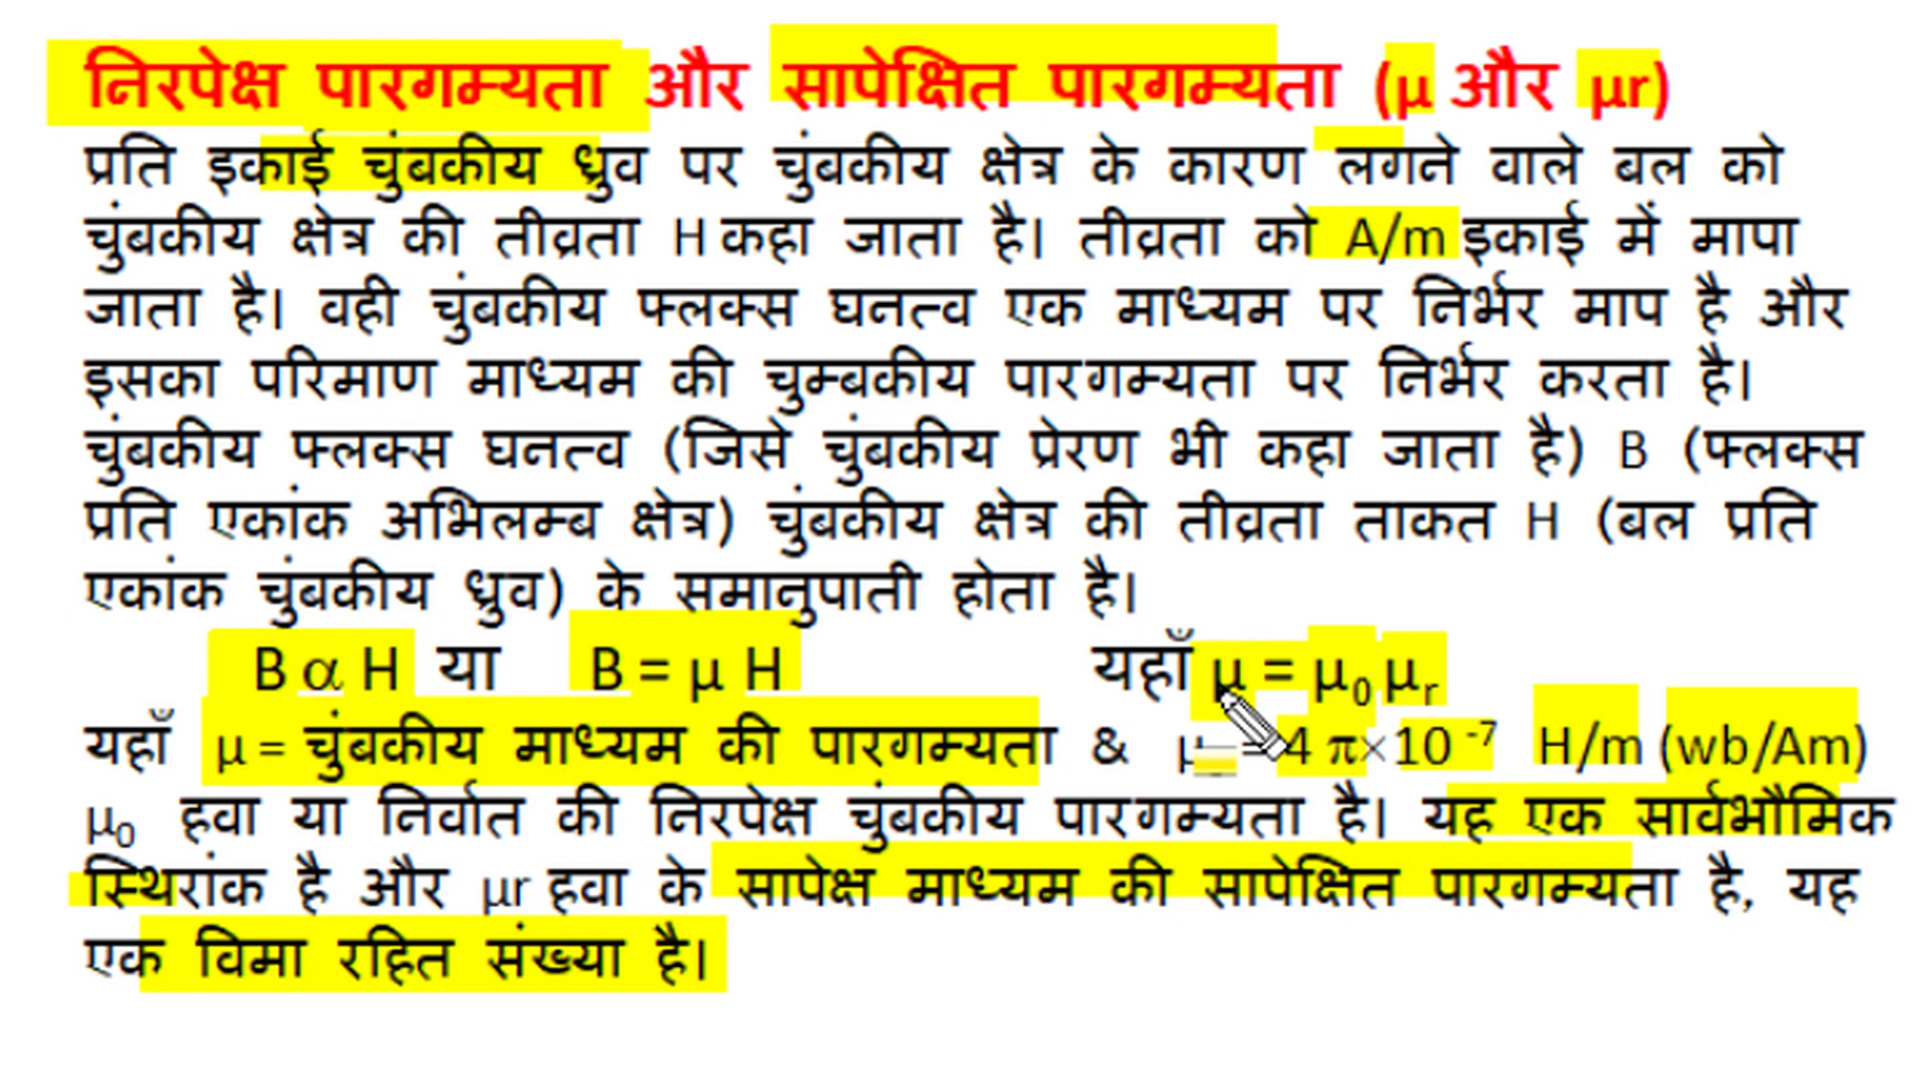 निरपेक्ष पारगम्यता और सापेक्षित पारगम्यता (μ और μr)
प्रति इकाई चुंबकीय ध्रुव पर चुंबकीय क्षेत्र के कारण लगने वाले बल को
चुंबकीय क्षेत्र की तीव्रता H कहा जाता है। तीव्रता को A/m इकाई में मापा
जाता है। वही चुंबकीय फ्लक्स घनत्व एक माध्यम पर निर्भर माप है और
इसका परिमाण माध्यम की चुम्बकीय पारगम्यता पर निर्भर करता है।
चुंबकीय फ्लक्स घनत्व (जिसे चुंबकीय प्रेरण भी कहा जाता है) B (फ्लक्स
प्रति एकांक अभिलम्ब क्षेत्र) चुंबकीय क्षेत्र की तीव्रता ताकत H (बल प्रति
एकांक चुंबकीय ध्रुव) के समानुपाती होता है।
B α H या B = μ H यहाँ μ = μ₀ μᵣ
यहाँ μ = चुंबकीय माध्यम की पारगम्यता & = 4 π×10 ⁻⁷ H/m (wb/Am)
μ₀ हवा या निर्वात की निरपेक्ष चुंबकीय पारगम्यता है। यह एक सार्वभौमिक
स्थिरांक है और μr हवा के सापेक्ष माध्यम की सापेक्षित पारगम्यता है, यह
एक विमा रहित संख्या है।